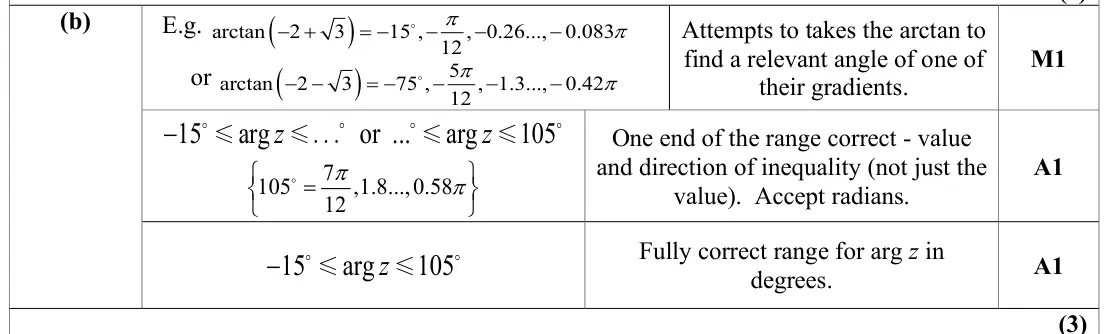 (b)
E.g. arctan(−2 + √3) = −15°, −π/12, −0.26..., −0.083π
or arctan(−2 − √3) = −75°, −5π/12, −1.3..., −0.42π
Attempts to takes the arctan to
find a relevant angle of one of
their gradients.
M1
−15° ⩽ arg z ⩽ ...° or ...° ⩽ arg z ⩽ 105°
{105° = 7π/12, 1.8..., 0.58π}
One end of the range correct - value
and direction of inequality (not just the
value). Accept radians.
A1
−15° ⩽ arg z ⩽ 105°
Fully correct range for arg z in
degrees.
A1
(3)